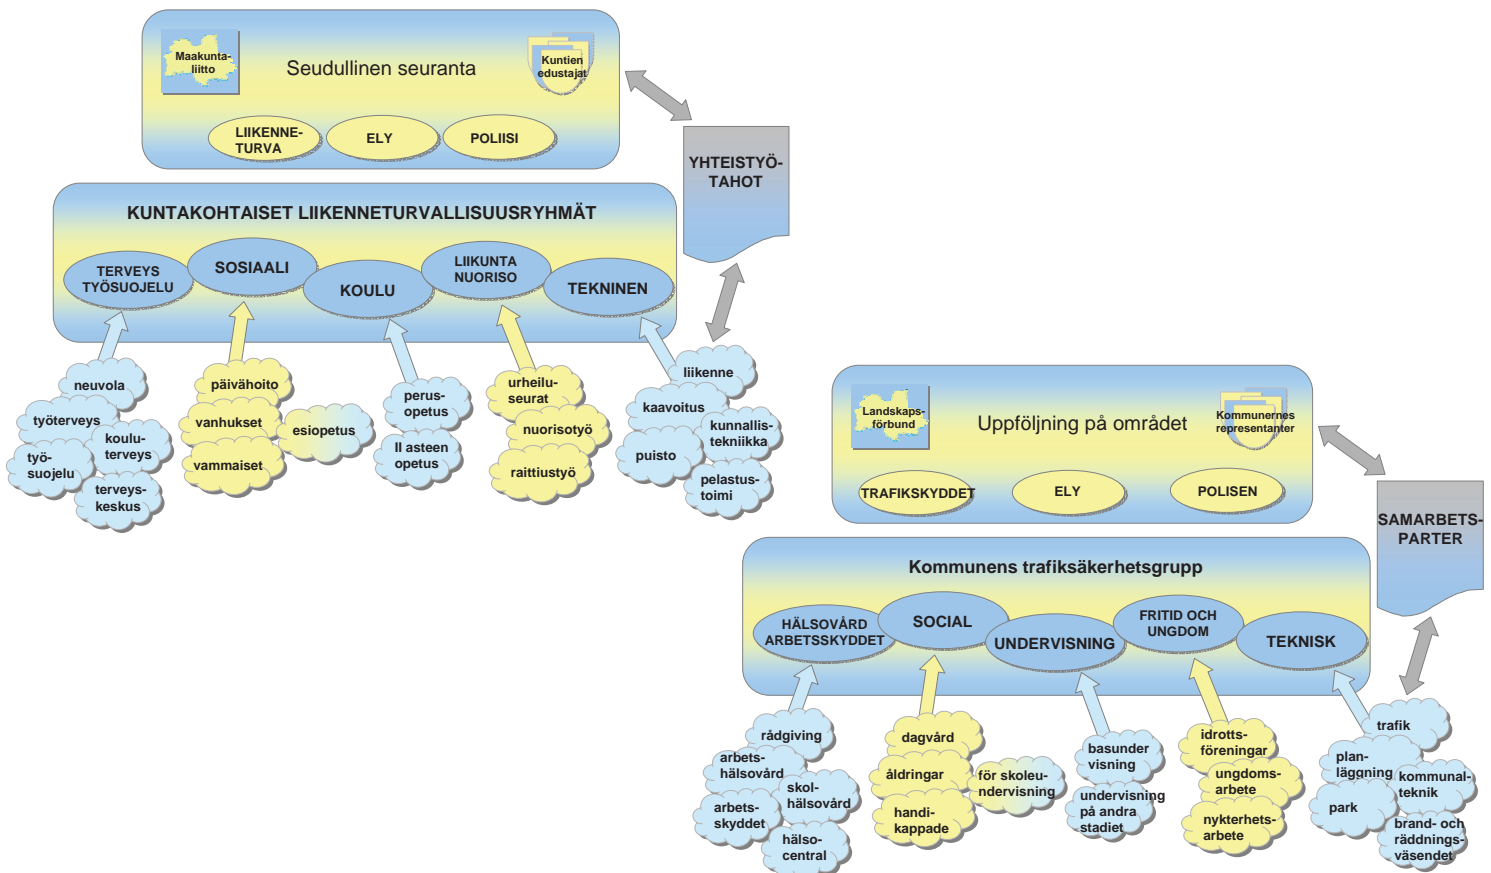 Maakunta-
liitto
Seudullinen seuranta
Kuntien
edustajat
LIIKENNE-
TURVA
ELY
POLIISI
YHTEISTYÖ-
TAHOT
KUNTAKOHTAISET LIIKENNETURVALLISUUSRYHMÄT
TERVEYS
TYÖSUOJELU
SOSIAALI
KOULU
LIIKUNTA
NUORISO
TEKNINEN
neuvola
työterveys
koulu-
terveys
työ-
suojelu
terveys-
keskus
päivähoito
vanhukset
vammaiset
esiopetus
perus-
opetus
II asteen
opetus
urheilu-
seurat
nuorisotyö
raittiustyö
liikenne
kaavoitus
kunnallis-
tekniikka
puisto
pelastus-
toimi
Landskaps-
förbund
Uppföljning på området
Kommunernes
representanter
TRAFIKSKYDDET
ELY
POLISEN
SAMARBETS-
PARTER
Kommunens trafiksäkerhetsgrupp
HÄLSOVÅRD
ARBETSSKYDDET
SOCIAL
UNDERVISNING
FRITID OCH
UNGDOM
TEKNISK
rådgiving
arbets-
hälsovård
skol-
hälsovård
arbets-
skyddet
hälso-
central
dagvård
åldringar
handi-
kappade
för skoleu-
ndervisning
basunder
visning
undervisning
på andra
stadiet
idrotts-
föreningar
ungdoms-
arbete
nykterhets-
arbete
trafik
plan-
läggning
kommunal-
teknik
park
brand- och
räddnings-
väsendet